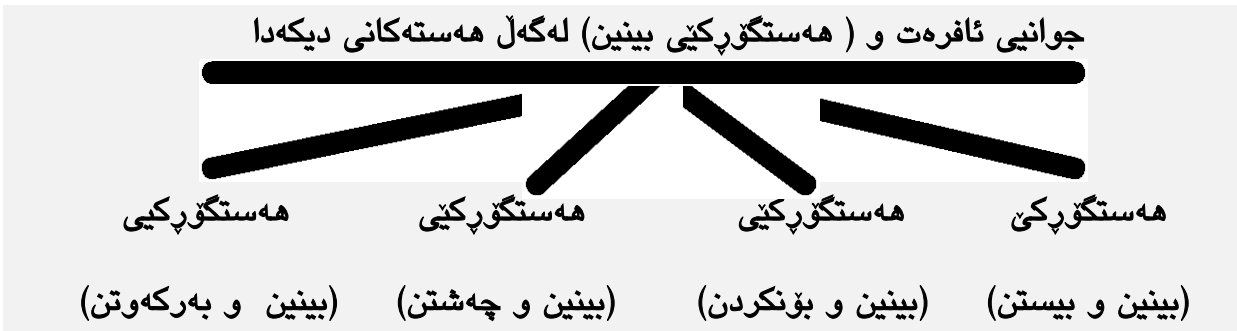 جوانیی ئافرەت و ( هەستگۆڕکێی بینین) لەگەڵ هەستەکانی دیکەدا
هەستگۆڕکێ هەستگۆڕکێی هەستگۆڕکێی هەستگۆڕکیی
(بینین و بیستن) (بینین و بۆنکردن) (بینین و چەشتن) (بینین و بەرکەوتن)